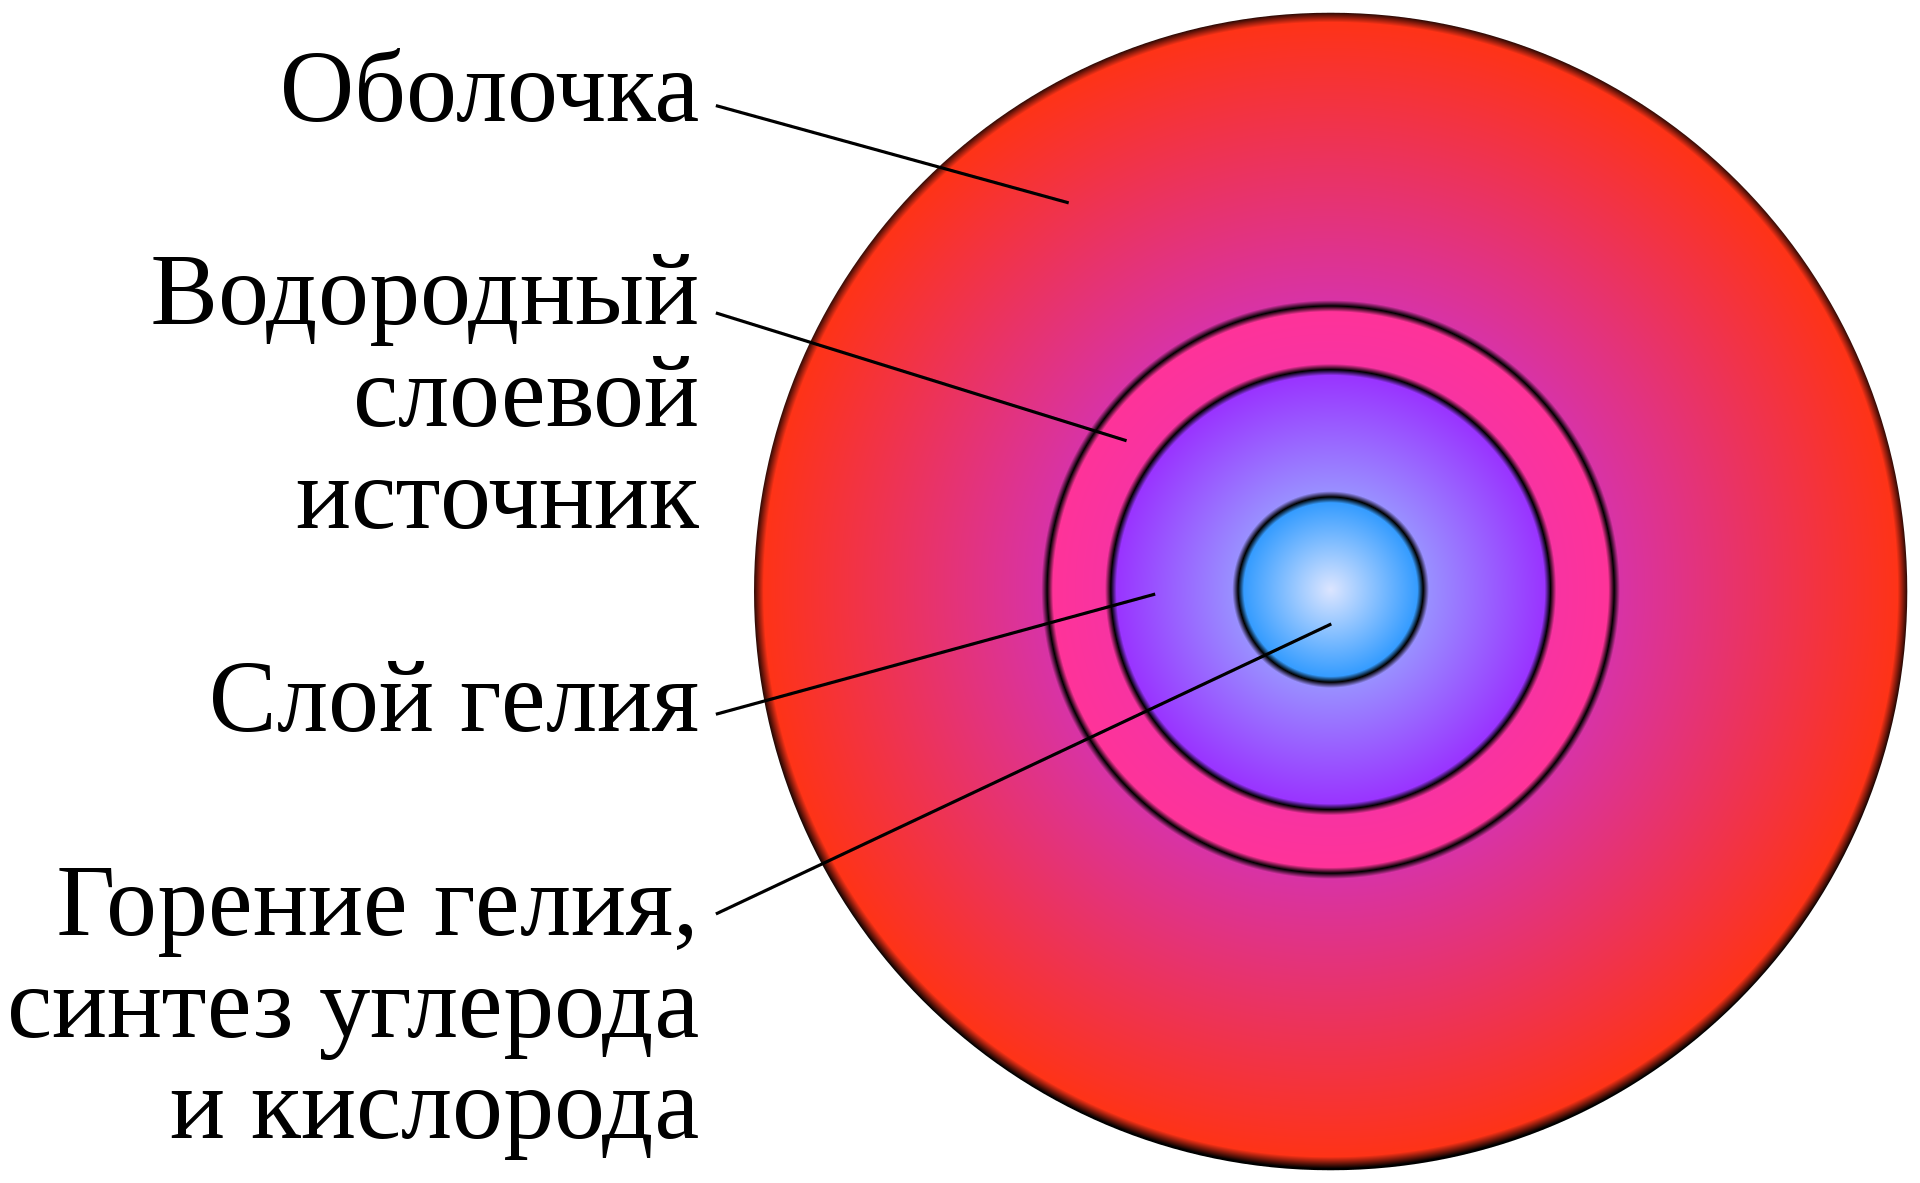 Оболочка
Водородный
слоевой
источник
Слой гелия
Горение гелия,
синтез углерода
и кислорода